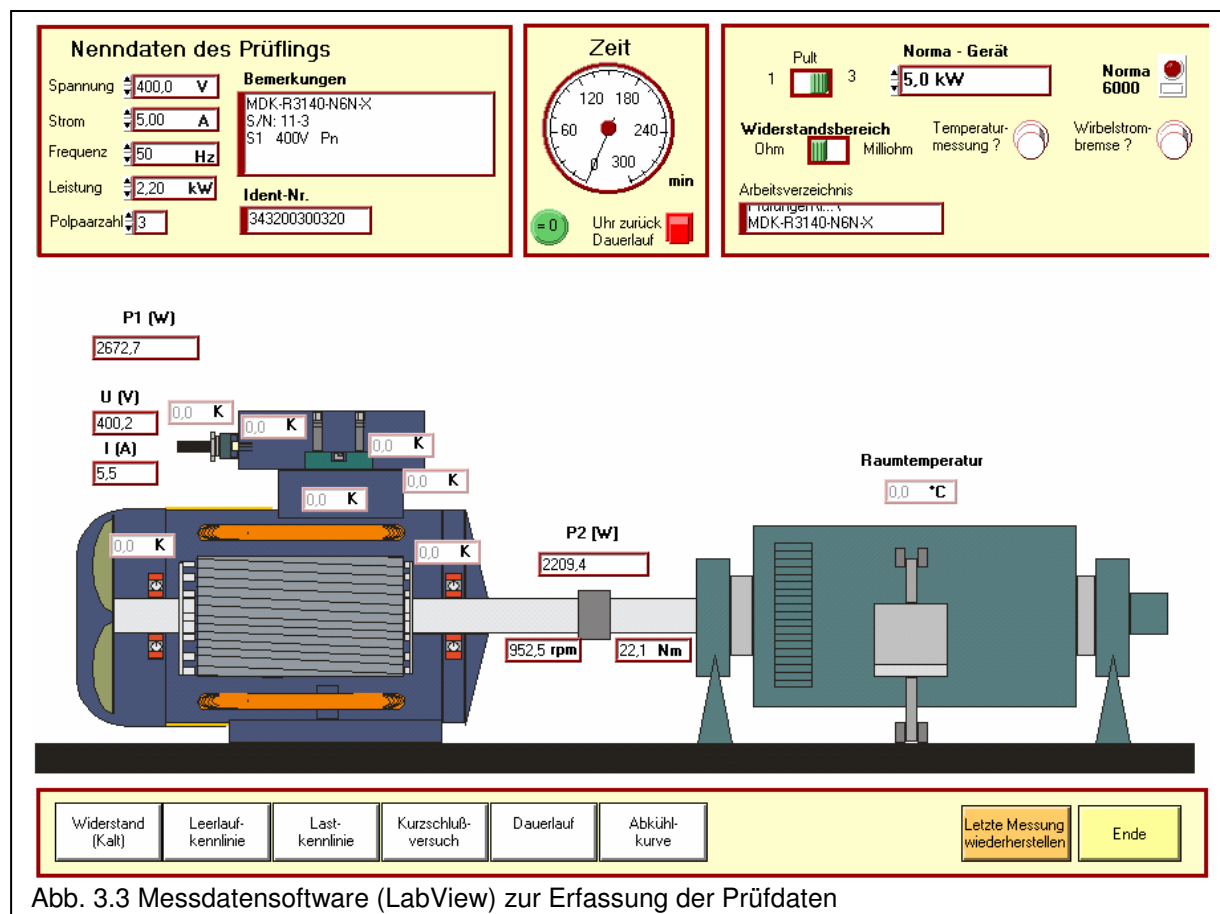 Nenndaten des Prüflings
Spannung 400,0 V
Strom 5,00 A
Frequenz 50 Hz
Leistung 2,20 kW
Polpaarzahl 3
Bemerkungen
MDK-R3140-N6N-X
S/N: 11-3
S1 400V Pn
Ident-Nr.
343200300320
Zeit
0 60 120 180 240 300
min
= 0
Uhr zurück
Dauerlauf
Pult
1 3
Norma - Gerät
5,0 kW
Norma
6000
Widerstandsbereich
Ohm Milliohm
Temperatur-
messung ?
Wirbelstrom-
bremse ?
Arbeitsverzeichnis
MDK-R3140-N6N-X
P1 (W)
2672,7
U (V)
400,2
I (A)
5,5
0,0 K
0,0 K
0,0 K
0,0 K
0,0 K
0,0 K
0,0 K
P2 [W]
2209,4
952,5 rpm
22,1 Nm
Raumtemperatur
0,0 °C
Widerstand
(Kalt)
Leerlauf-
kennlinie
Last-
kennlinie
Kurzschluß-
versuch
Dauerlauf
Abkühl-
kurve
Letzte Messung
wiederherstellen
Ende
Abb. 3.3 Messdatensoftware (LabView) zur Erfassung der Prüfdaten